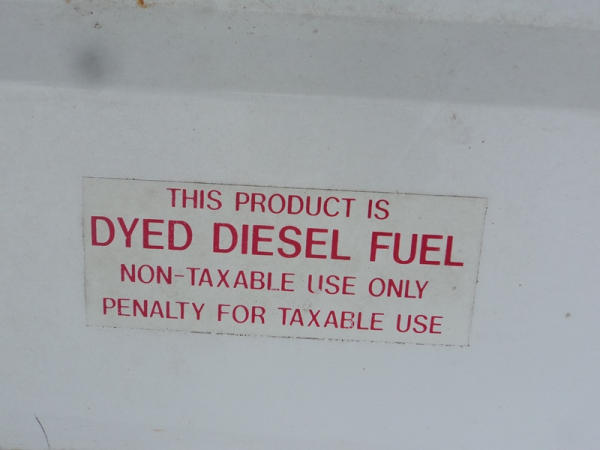 THIS PRODUCT IS
DYED DIESEL FUEL
NON-TAXABLE USE ONLY
PENALTY FOR TAXABLE USE